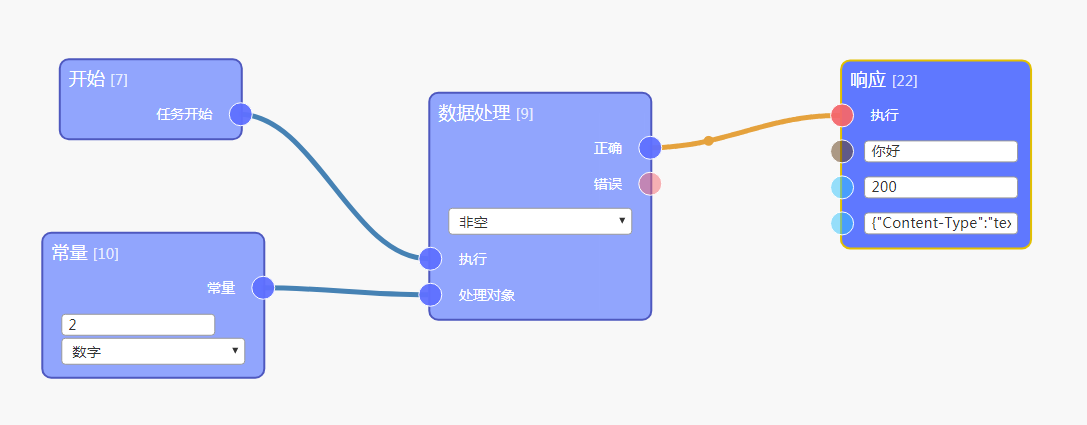 开始 [7]
任务开始
常量 [10]
常量
2
数字
数据处理 [9]
正确
错误
非空
执行
处理对象
响应 [22]
执行
你好
200
{"Content-Type":"tex